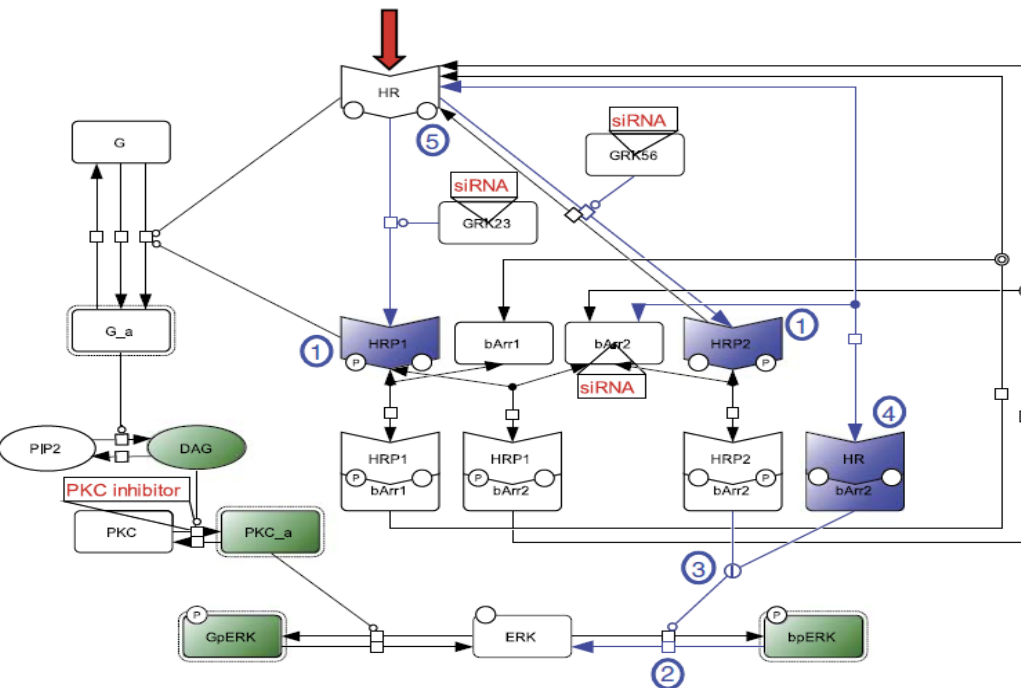 HR
siRNA
5
GRK56
G
siRNA
GRK23
G_a
1
HRP1
P
bArr1
bArr2
HRP2
P
1
siRNA
4
PIP2
DAG
HRP1
P
bArr1
HRP1
P
bArr2
HRP2
P
bArr2
HR
bArr2
PKC inhibitor
PKC
PKC_a
3
P
GpERK
ERK
P
bpERK
2